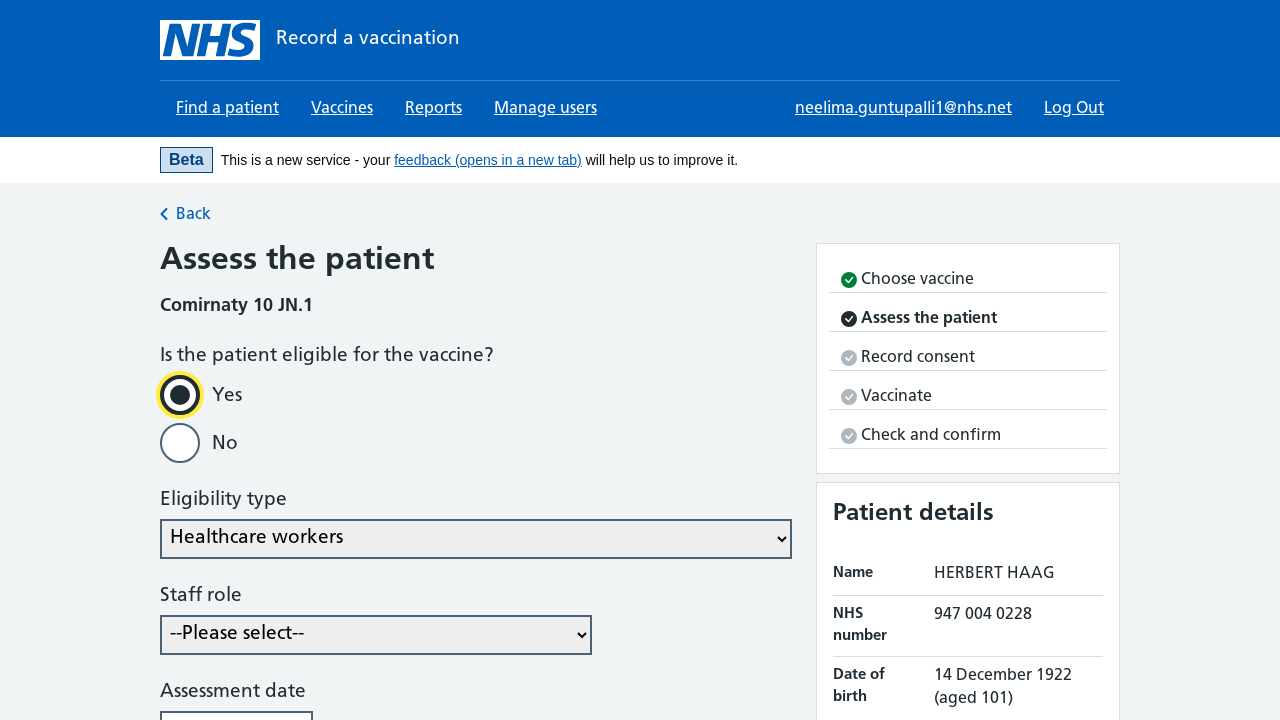 NHS Record a vaccination
Find a patient Vaccines Reports Manage users neelima.guntupalli1@nhs.net Log Out
Beta This is a new service - your feedback (opens in a new tab) will help us to improve it.
Back
Assess the patient
Comirnaty 10 JN.1
Is the patient eligible for the vaccine?
Yes
No
Eligibility type
Healthcare workers
Staff role
--Please select--
Assessment date
Choose vaccine
Assess the patient
Record consent
Vaccinate
Check and confirm
Patient details
Name HERBERT HAAG
NHS number 947 004 0228
Date of birth 14 December 1922 (aged 101)